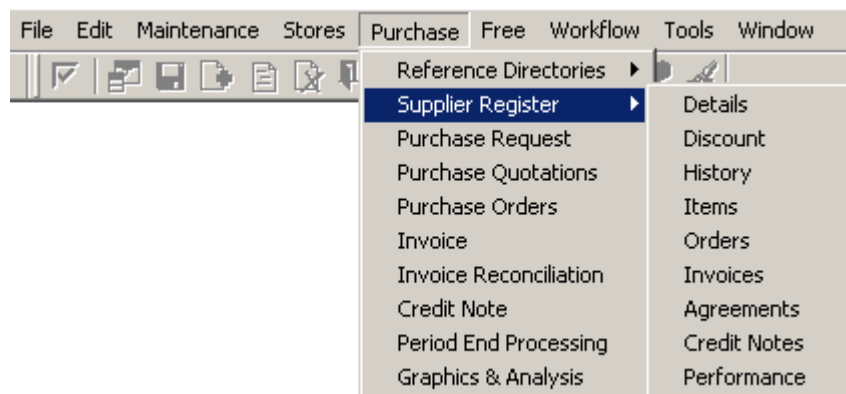 File Edit Maintenance Stores Purchase Free Workflow Tools Window
Reference Directories
Supplier Register
Purchase Request
Purchase Quotations
Purchase Orders
Invoice
Invoice Reconciliation
Credit Note
Period End Processing
Graphics & Analysis
Details
Discount
History
Items
Orders
Invoices
Agreements
Credit Notes
Performance